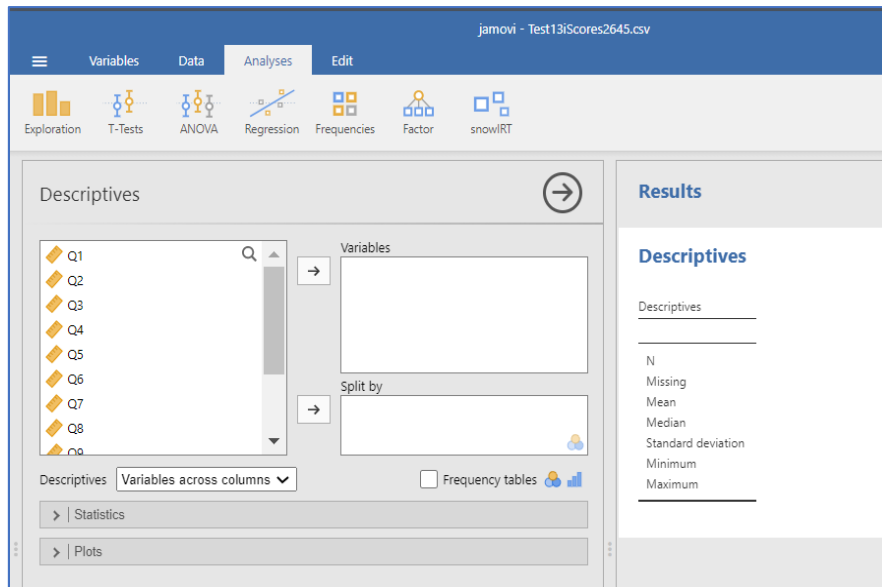 jamovi - Test13iScores2645.csv
Variables Data Analyses Edit
Exploration T-Tests ANOVA Regression Frequencies Factor snowIRT
Descriptives
Q1
Q2
Q3
Q4
Q5
Q6
Q7
Q8
Q9
Variables
Split by
Descriptives Variables across columns Frequency tables
Statistics
Plots
Results
Descriptives
Descriptives
N
Missing
Mean
Median
Standard deviation
Minimum
Maximum